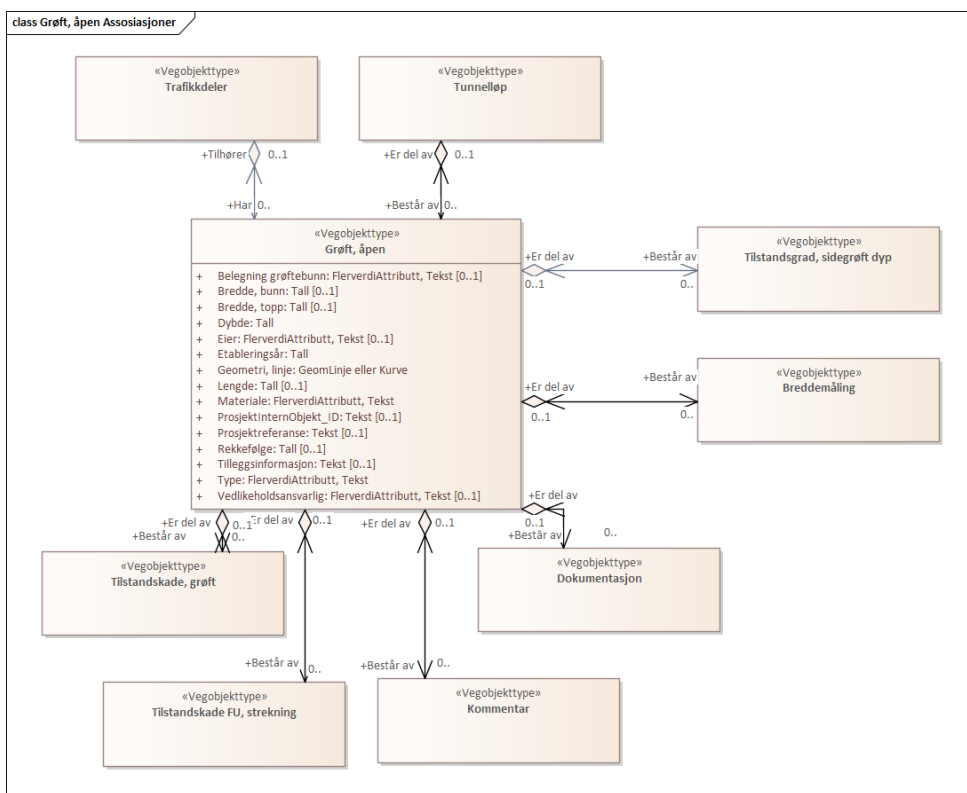 class Grøft, åpen Assosiasjoner
«Vegobjekttype»
Trafikkdeler
«Vegobjekttype»
Tunnelløp
+Tilhører 0..1
+Er del av 0..1
+Har 0..
+Består av 0..
«Vegobjekttype»
Grøft, åpen
+ Belegning grøftebunn: FlerverdiAttributt, Tekst [0..1]
+ Bredde, bunn: Tall [0..1]
+ Bredde, topp: Tall [0..1]
+ Dybde: Tall
+ Eier: FlerverdiAttributt, Tekst [0..1]
+ Etableringsår: Tall
+ Geometri, linje: GeomLinje eller Kurve
+ Lengde: Tall [0..1]
+ Materiale: FlerverdiAttributt, Tekst
+ ProsjektInternObjekt_ID: Tekst [0..1]
+ Prosjektreferanse: Tekst [0..1]
+ Rekkefølge: Tall [0..1]
+ Tilleggsinformasjon: Tekst [0..1]
+ Type: FlerverdiAttributt, Tekst
+ Vedlikeholdsansvarlig: FlerverdiAttributt, Tekst [0..1]
+Er del av
0..1
+Består av
0..
«Vegobjekttype»
Tilstandsgrad, sidegrøft dyp
+Er del av
0..1
+Består av
0..
«Vegobjekttype»
Breddemåling
+Er del av
0..1
+Består av
0..
«Vegobjekttype»
Dokumentasjon
+Er del av 0..1
+Består av 0..
«Vegobjekttype»
Tilstandskade, grøft
Er del av 0..1
+Består av 0..
«Vegobjekttype»
Tilstandskade FU, strekning
+Er del av 0..1
+Består av 0..
«Vegobjekttype»
Kommentar